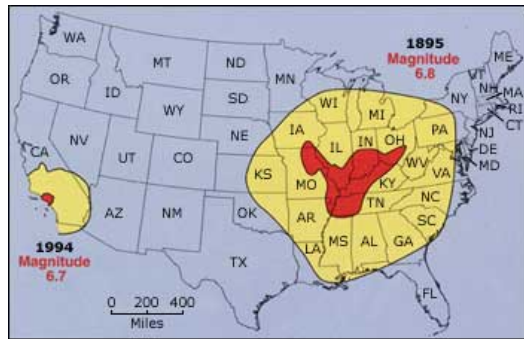 WA
MT
ND
MN
OR
ID
WY
SD
NE
NV
UT
CO
CA
AZ
NM
KS
OK
TX
1994
Magnitude
6.7
0 200 400
Miles
1895
Magnitude
6.8
WI
MI
IA
IL
IN
OH
PA
NY
VT
NH
ME
MA
RI
CT
NJ
DE
MD
WV
VA
MO
KY
TN
NC
SC
AR
LA
MS
AL
GA
FL